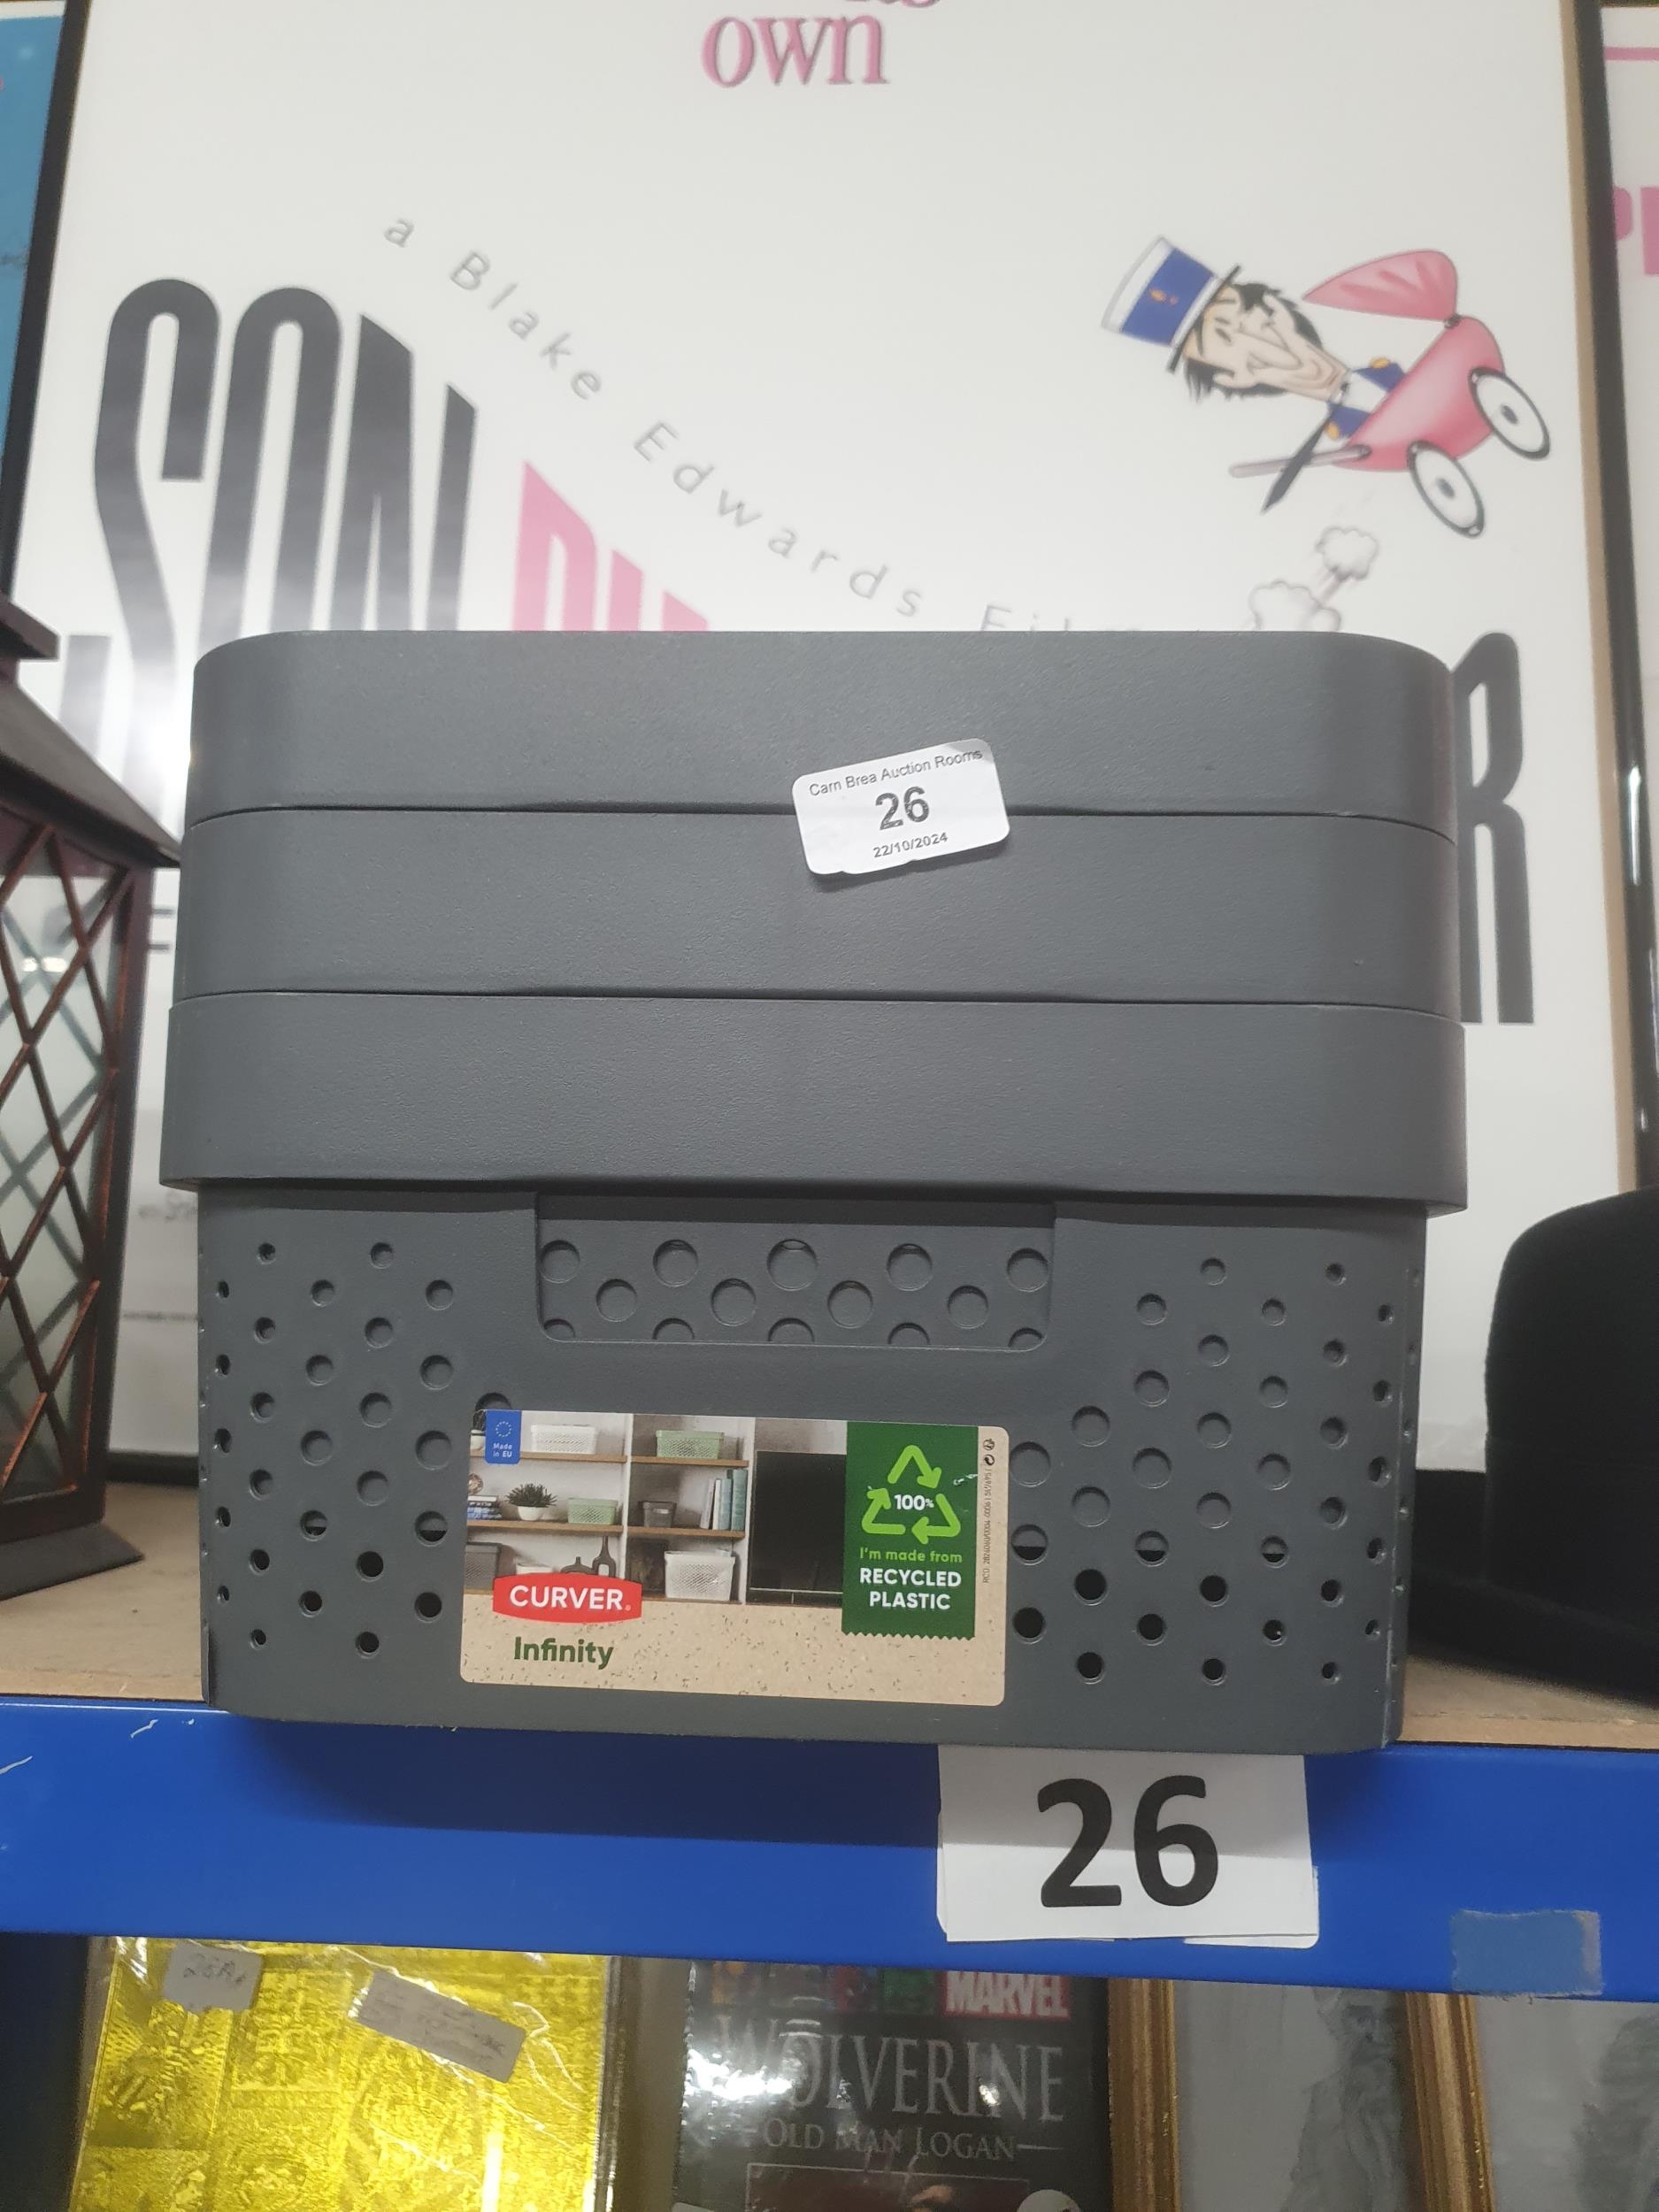 own
a Blake Edwards
SON
Carn Brea Auction Rooms
26
22/10/2024
Made
in EU
100%
I'm made from
RECYCLED
PLASTIC
CURVER
Infinity
26
MARVEL
WOLVERINE
OLD MAN LOGAN